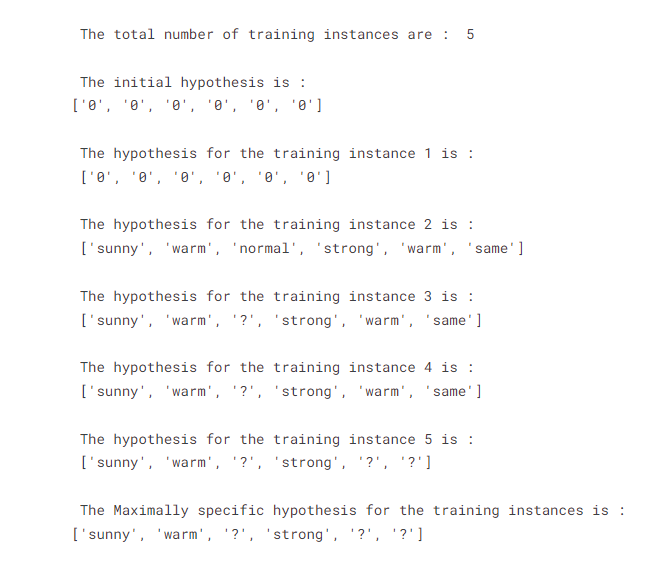 The total number of training instances are :  5
The initial hypothesis is :
['0', '0', '0', '0', '0', '0']
The hypothesis for the training instance 1 is :
['0', '0', '0', '0', '0', '0']
The hypothesis for the training instance 2 is :
['sunny', 'warm', 'normal', 'strong', 'warm', 'same']
The hypothesis for the training instance 3 is :
['sunny', 'warm', '?', 'strong', 'warm', 'same']
The hypothesis for the training instance 4 is :
['sunny', 'warm', '?', 'strong', 'warm', 'same']
The hypothesis for the training instance 5 is :
['sunny', 'warm', '?', 'strong', '?', '?']
The Maximally specific hypothesis for the training instances is :
['sunny', 'warm', '?', 'strong', '?', '?']